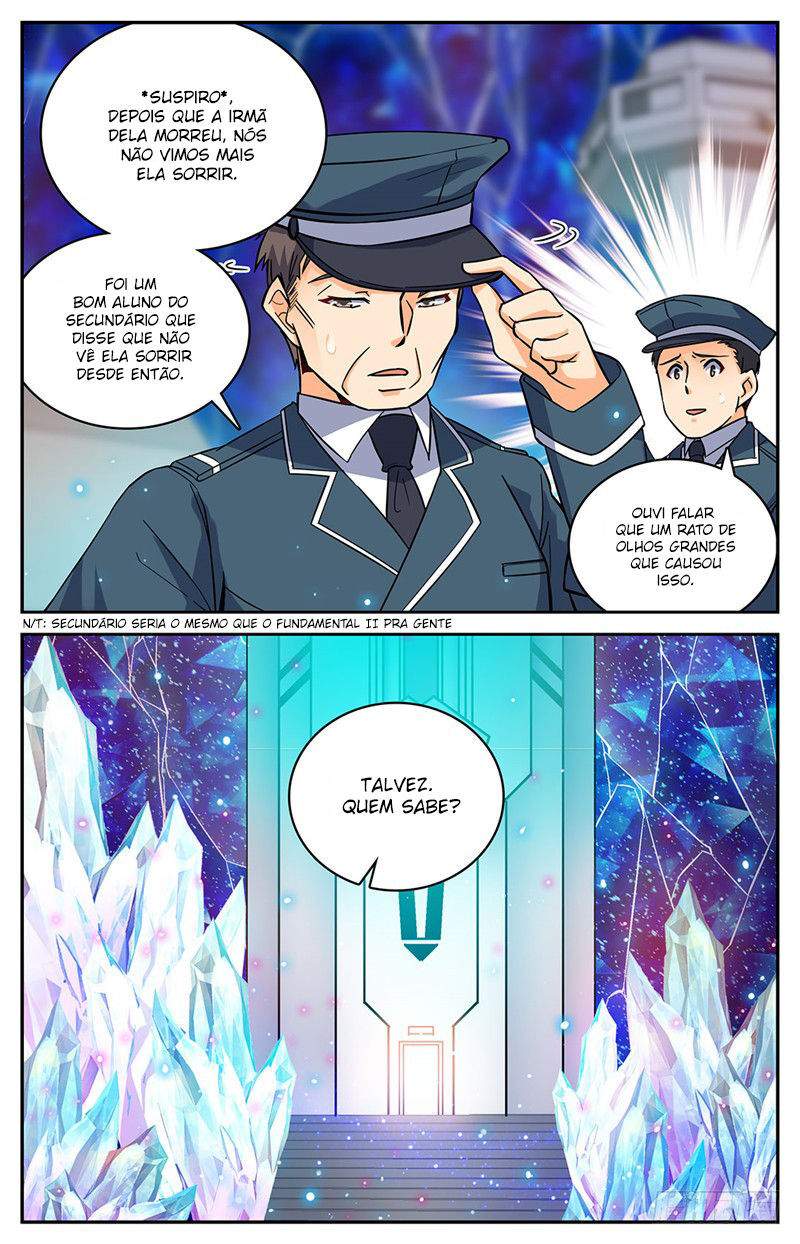 *SUSPIRO*,
DEPOIS QUE A IRMÃ
DELA MORREU, NÓS
NÃO VIMOS MAIS
ELA SORRIR.
FOI UM
BOM ALUNO DO
SECUNDÁRIO QUE
DISSE QUE NÃO
VÊ ELA SORRIR
DESDE ENTÃO.
OUVI FALAR
QUE UM RATO DE
OLHOS GRANDES
QUE CAUSOU
ISSO.
N/T: SECUNDÁRIO SERIA O MESMO QUE O FUNDAMENTAL II PRA GENTE
TALVEZ.
QUEM SABE?